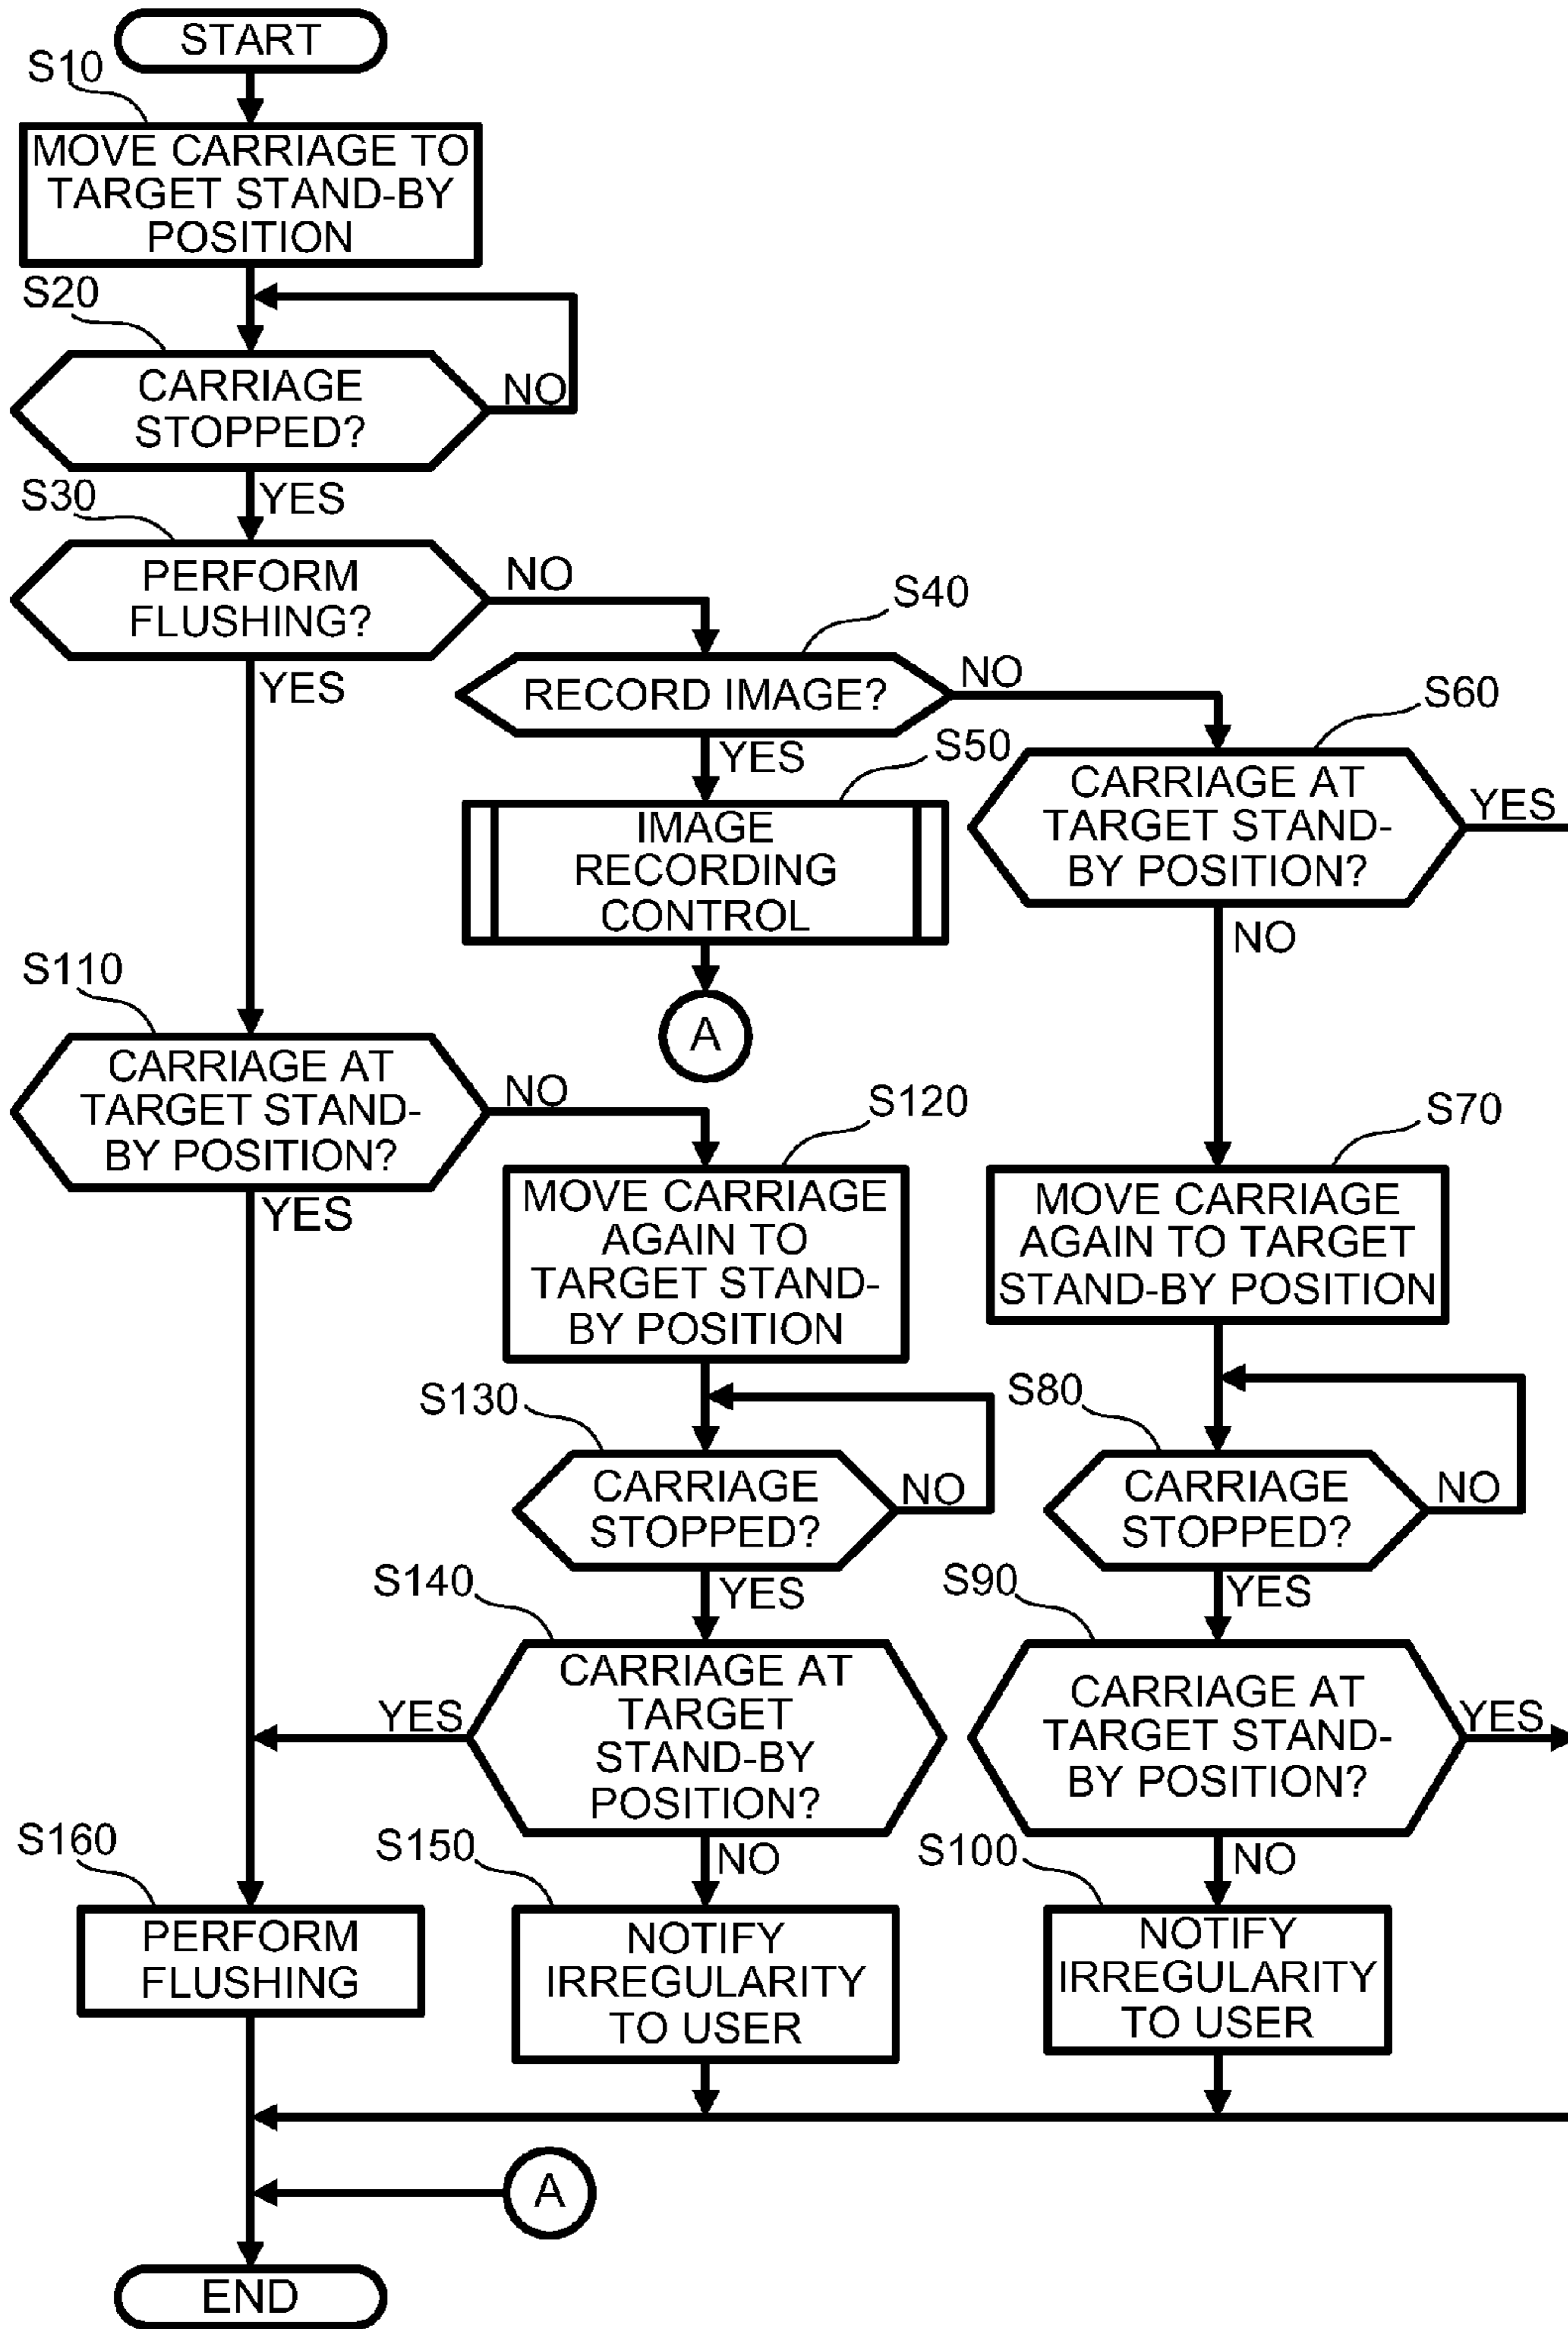 START
S10
MOVE CARRIAGE TO
TARGET STAND-BY
POSITION
S20
CARRIAGE
STOPPED?
NO
YES
S30
PERFORM
FLUSHING?
NO
YES
S40
RECORD IMAGE?
NO
YES
S50
IMAGE
RECORDING
CONTROL
A
S60
CARRIAGE AT
TARGET STAND-
BY POSITION?
YES
NO
S110
CARRIAGE AT
TARGET STAND-
BY POSITION?
NO
YES
S120
MOVE CARRIAGE
AGAIN TO
TARGET STAND-
BY POSITION
S70
MOVE CARRIAGE
AGAIN TO TARGET
STAND-BY POSITION
S130
CARRIAGE
STOPPED?
NO
YES
S80
CARRIAGE
STOPPED?
NO
YES
S140
CARRIAGE AT
TARGET
STAND-BY
POSITION?
YES
NO
S90
CARRIAGE AT
TARGET STAND-
BY POSITION?
YES
NO
S160
PERFORM
FLUSHING
S150
NOTIFY
IRREGULARITY
TO USER
S100
NOTIFY
IRREGULARITY
TO USER
A
END